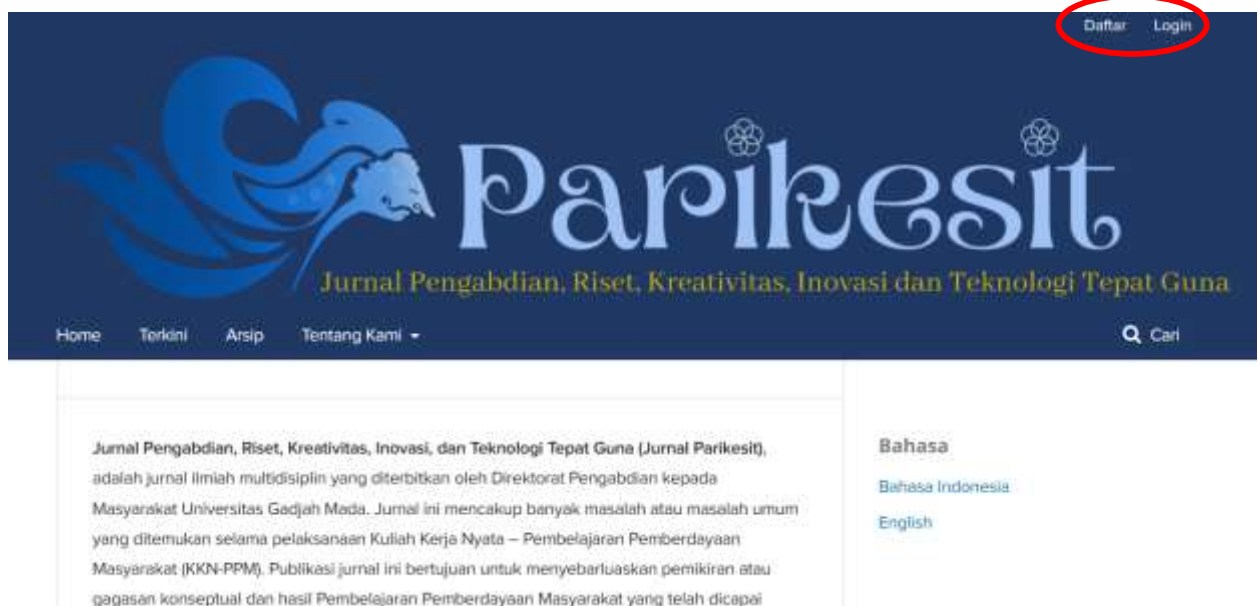 Daftar Login
Parikesit
Jurnal Pengabdian, Riset, Kreativitas, Inovasi dan Teknologi Tepat Guna
Home Terkini Arsip Tentang Kami Cari
Jurnal Pengabdian, Riset, Kreativitas, Inovasi, dan Teknologi Tepat Guna (Jurnal Parikesit),
adalah jurnal ilmiah multidisiplin yang diterbitkan oleh Direktorat Pengabdian kepada
Masyarakat Universitas Gadjah Mada. Jurnal ini mencakup banyak masalah atau masalah umum
yang ditemukan selama pelaksanaan Kuliah Kerja Nyata – Pembelajaran Pemberdayaan
Masyarakat (KKN-PPM). Publikasi jurnal ini bertujuan untuk menyebarluaskan pemikiran atau
gagasan konseptual dan hasil Pembelajaran Pemberdayaan Masyarakat yang telah dicapai
Bahasa
Bahasa Indonesia
English